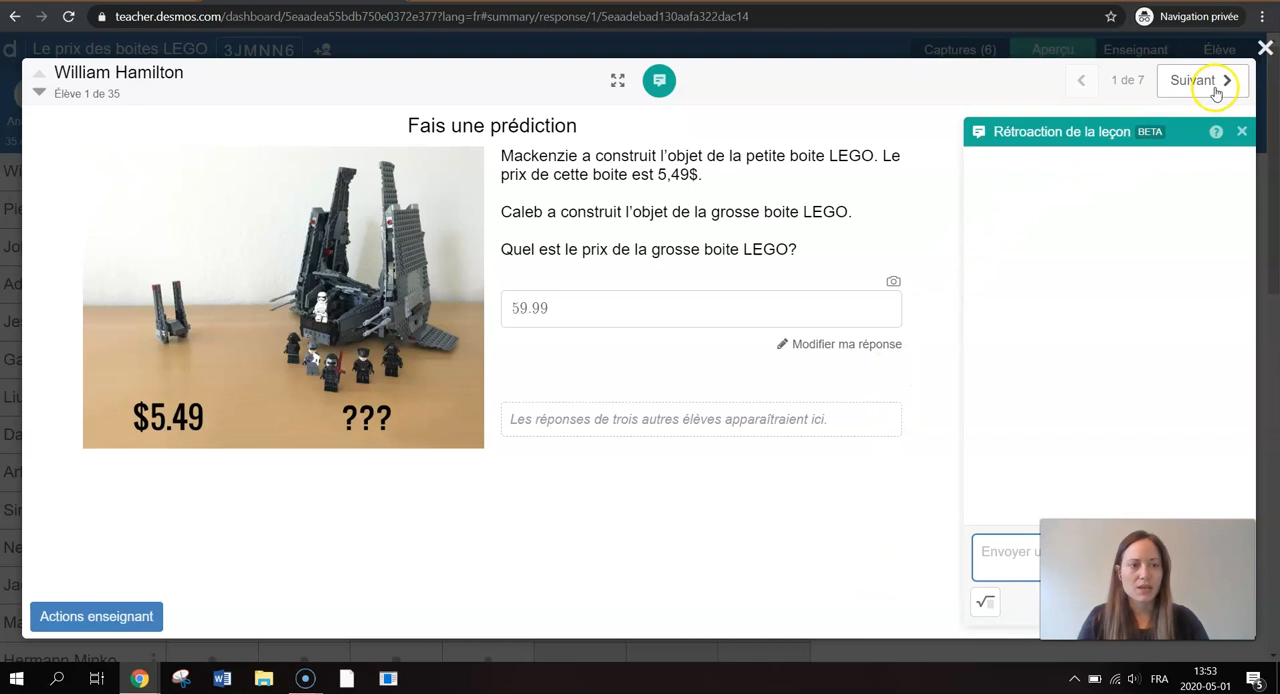 teacher.desmos.com/dashboard/5eaadea55bdb750e0372e377?lang=fr#summary/response/1/5eaadebad130aafa322dac14
Navigation privée
Le prix des boites LEGO 3JMNN6
Captures (6) Aperçu Enseignant Élève
William Hamilton
Élève 1 de 35
1 de 7
Suivant
Fais une prédiction
Rétroaction de la leçon BETA
Mackenzie a construit l'objet de la petite boite LEGO. Le
prix de cette boite est 5,49$.
Caleb a construit l'objet de la grosse boite LEGO.
Quel est le prix de la grosse boite LEGO?
59.99
Modifier ma réponse
$5.49 ???
Les réponses de trois autres élèves apparaîtraient ici.
Envoyer u
Actions enseignant
Hermann Minko
FRA
13:53
2020-05-01
5